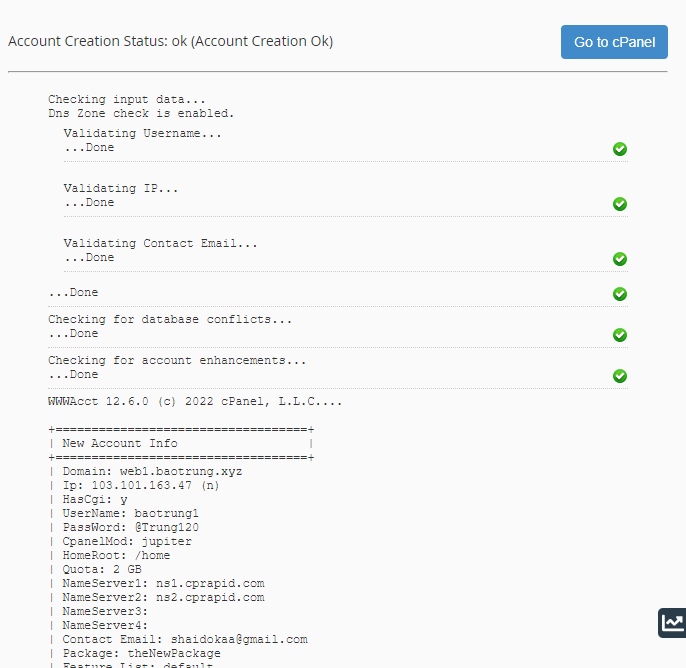 Account Creation Status: ok (Account Creation Ok)
Go to cPanel
Checking input data...
Dns Zone check is enabled.
Validating Username...
...Done
Validating IP...
...Done
Validating Contact Email...
...Done
...Done
Checking for database conflicts...
...Done
Checking for account enhancements...
...Done
WWWAcct 12.6.0 (c) 2022 cPanel, L.L.C....
+===================================+
| New Account Info                  |
+===================================+
| Domain: web1.baotrung.xyz
| Ip: 103.101.163.47 (n)
| HasCgi: y
| UserName: baotrung1
| PassWord: @Trung120
| CpanelMod: jupiter
| HomeRoot: /home
| Quota: 2 GB
| NameServer1: ns1.cprapid.com
| NameServer2: ns2.cprapid.com
| NameServer3:
| NameServer4:
| Contact Email: shaidokaa@gmail.com
| Package: theNewPackage
| Feature List: default